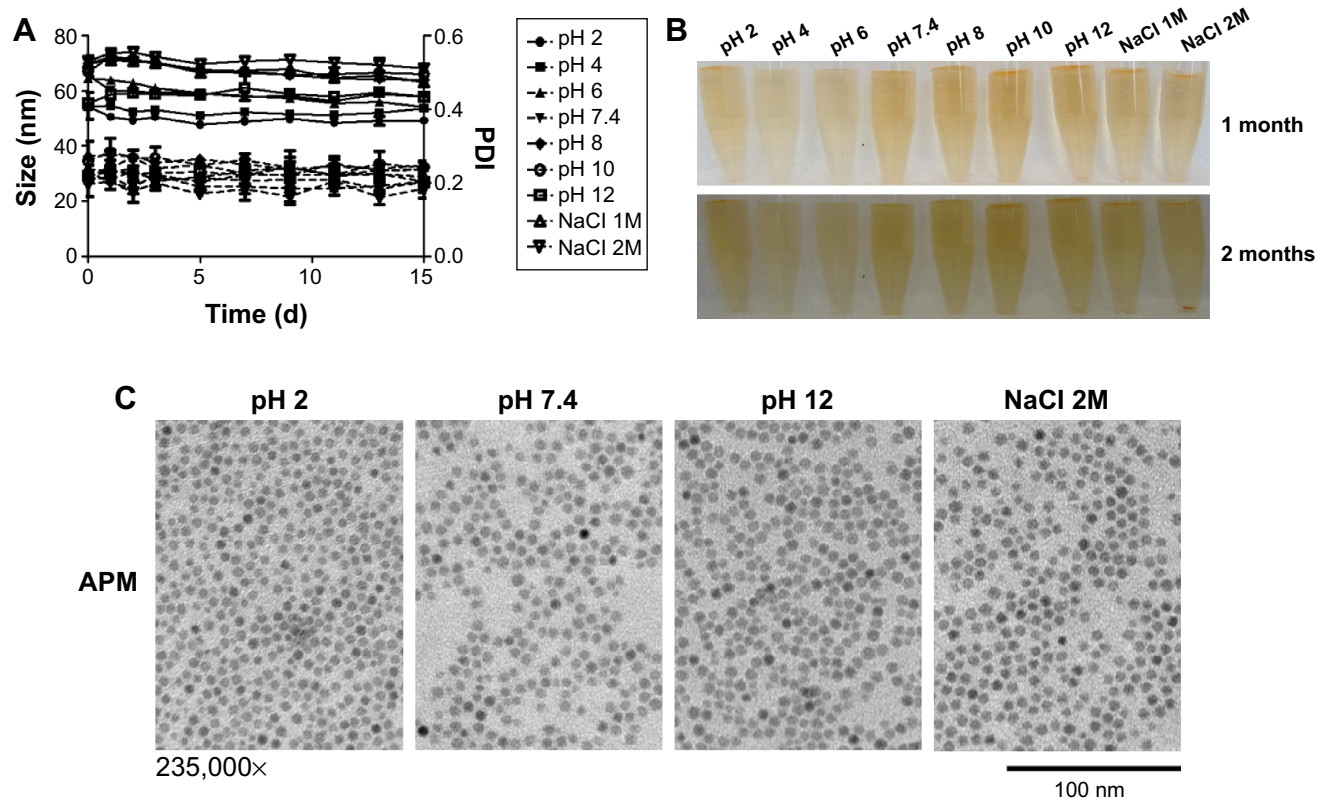 A
80
60
40
20
0
Size (nm)
0.6
0.4
0.2
0.0
PDI
0
5
10
15
Time (d)
pH 2
pH 4
pH 6
pH 7.4
pH 8
pH 10
pH 12
NaCl 1M
NaCl 2M
B
pH 2
pH 4
pH 6
pH 7.4
pH 8
pH 10
pH 12
NaCl 1M
NaCl 2M
1 month
2 months
C
pH 2
pH 7.4
pH 12
NaCl 2M
APM
235,000×
100 nm